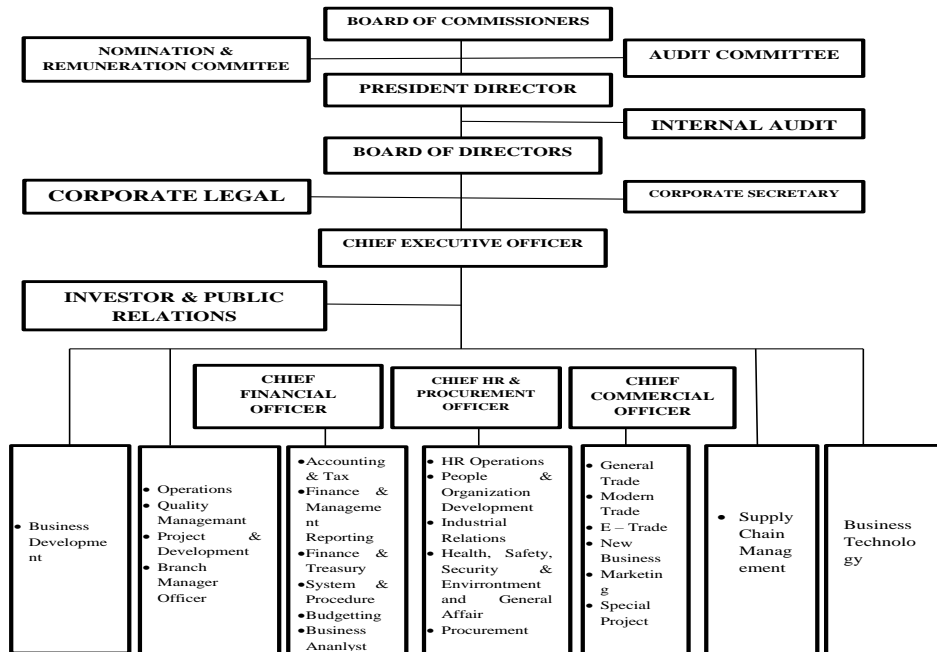 BOARD OF COMMISSIONERS
NOMINATION &
REMUNERATION COMMITEE
AUDIT COMMITTEE
PRESIDENT DIRECTOR
INTERNAL AUDIT
BOARD OF DIRECTORS
CORPORATE LEGAL
CORPORATE SECRETARY
CHIEF EXECUTIVE OFFICER
INVESTOR & PUBLIC
RELATIONS
CHIEF
FINANCIAL
OFFICER
CHIEF HR &
PROCUREMENT
OFFICER
CHIEF
COMMERCIAL
OFFICER
• Business
Developme
nt
• Operations
• Quality
Managemant
• Project &
Development
• Branch
Manager
Officer
• Accounting
& Tax
• Finance &
Manageme
nt
Reporting
• Finance &
Treasury
• System &
Procedure
• Budgetting
• Business
Ananlyst
• HR Operations
• People &
Organization
Development
• Industrial
Relations
• Health, Safety,
Security &
Envirrontment
and General
Affair
• Procurement
• General
Trade
• Modern
Trade
• E – Trade
• New
Business
• Marketin
g
• Special
Project
• Supply
Chain
Manag
ement
Business
Technolo
gy